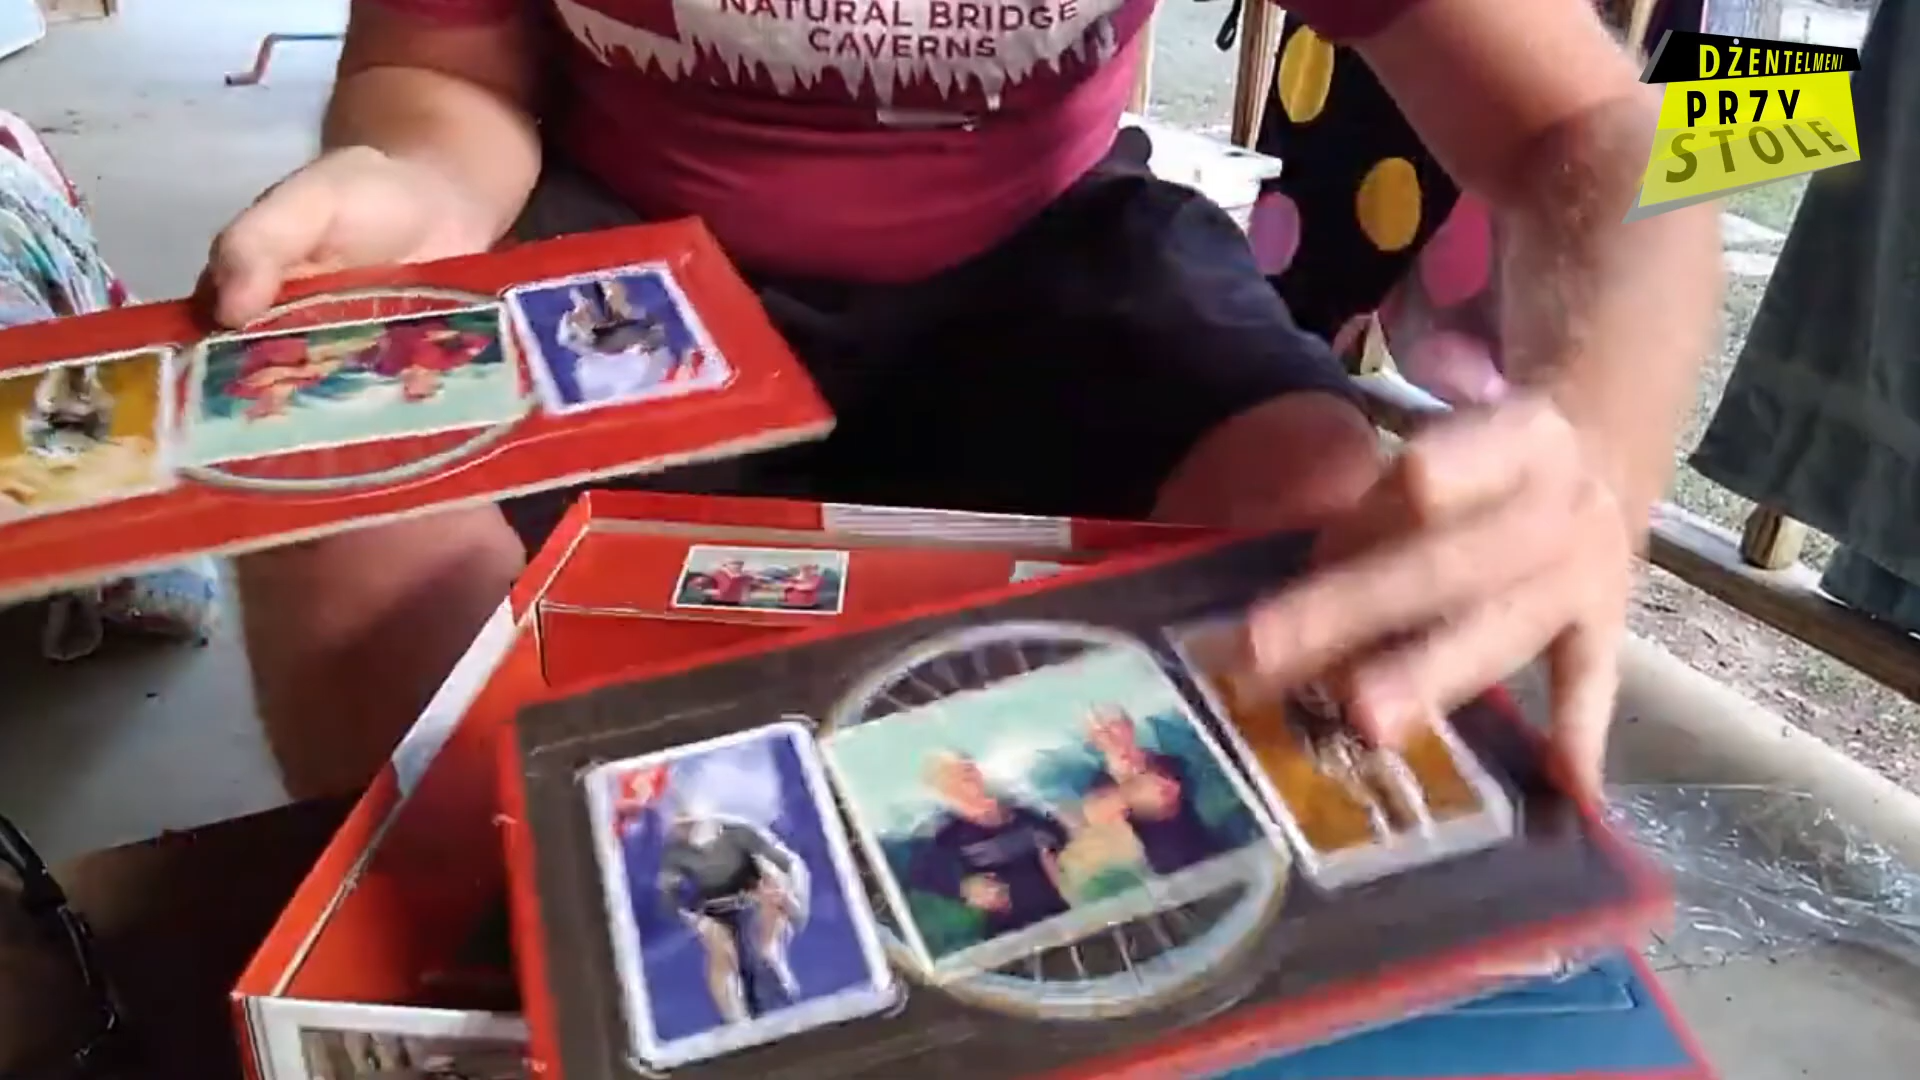 NATURAL BRIDGE
CAVERNS
DŻENTELMENI
PRZY
STOLE